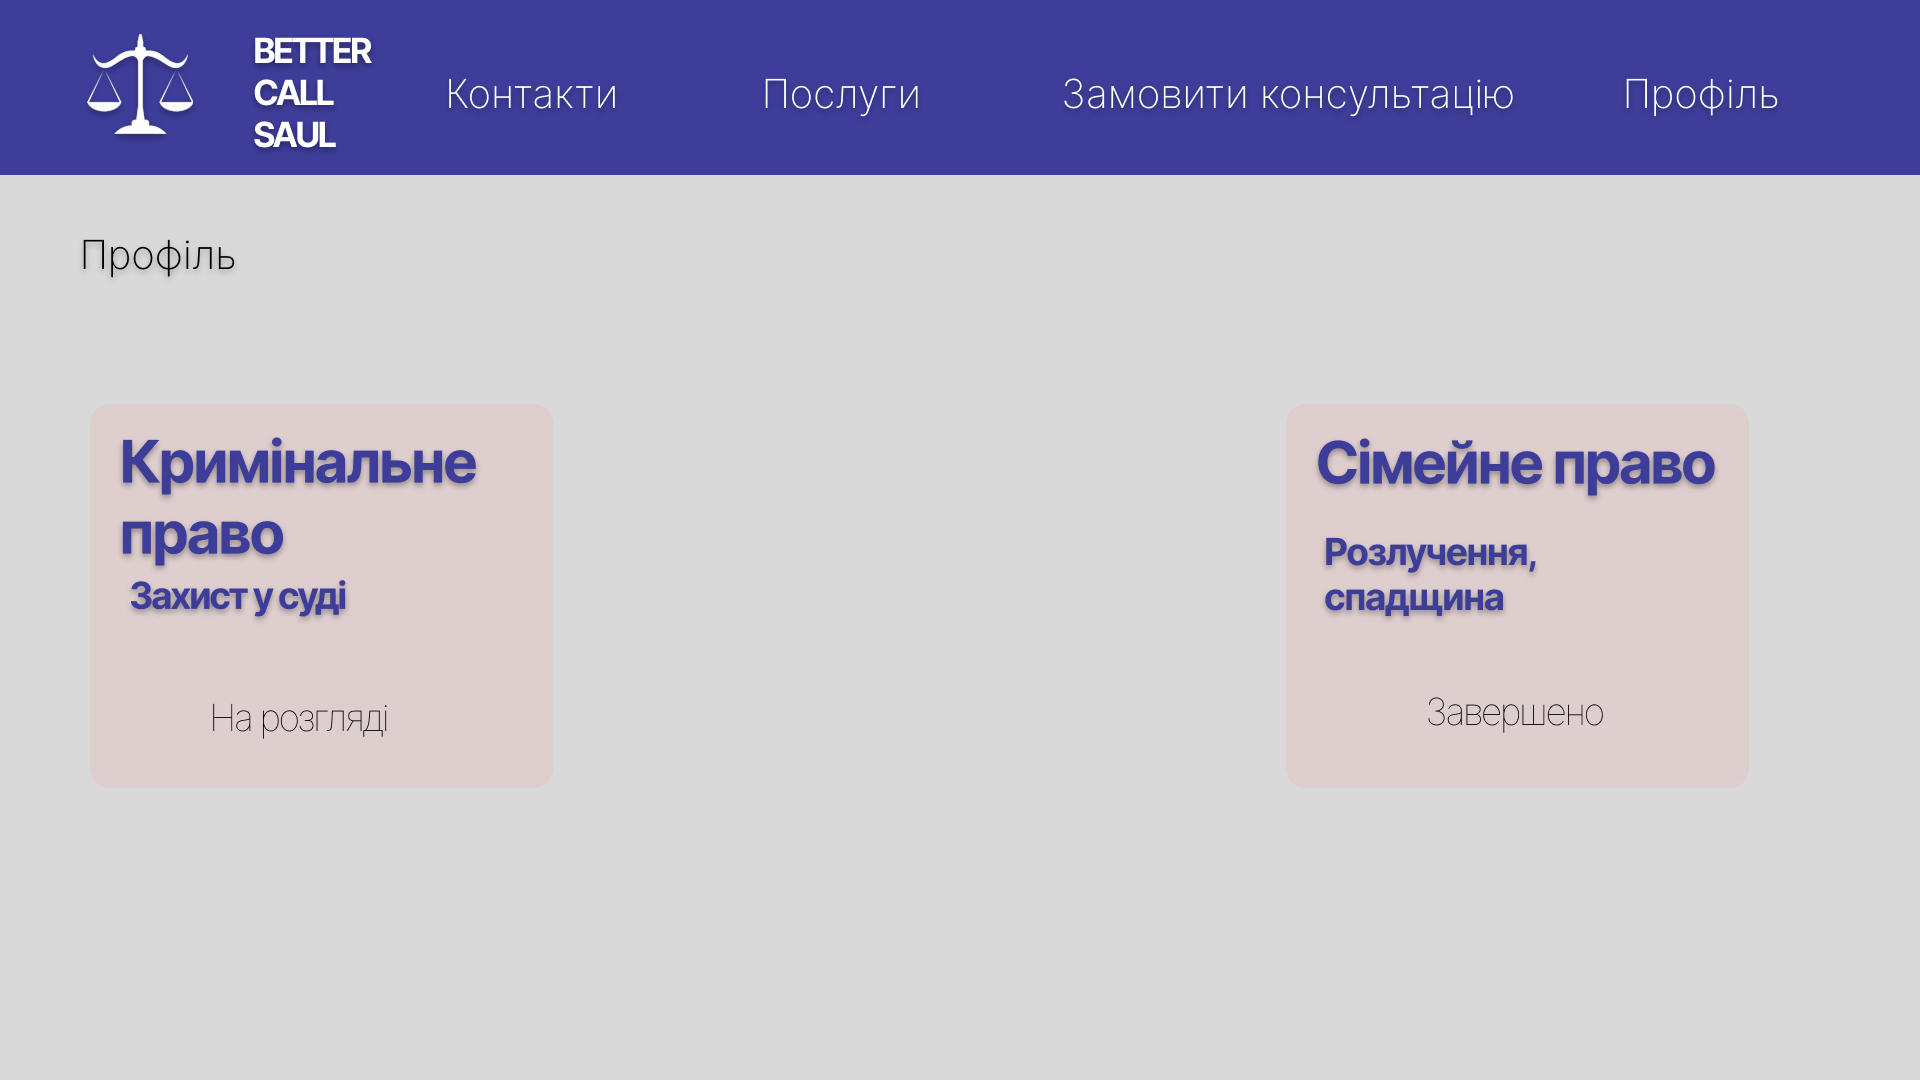 BETTER
CALL
SAUL
Контакти
Послуги
Замовити консультацію
Профіль
Профіль
Кримінальне
право
Захист у суді
На розгляді
Сімейне право
Розлучення,
спадщина
Завершено